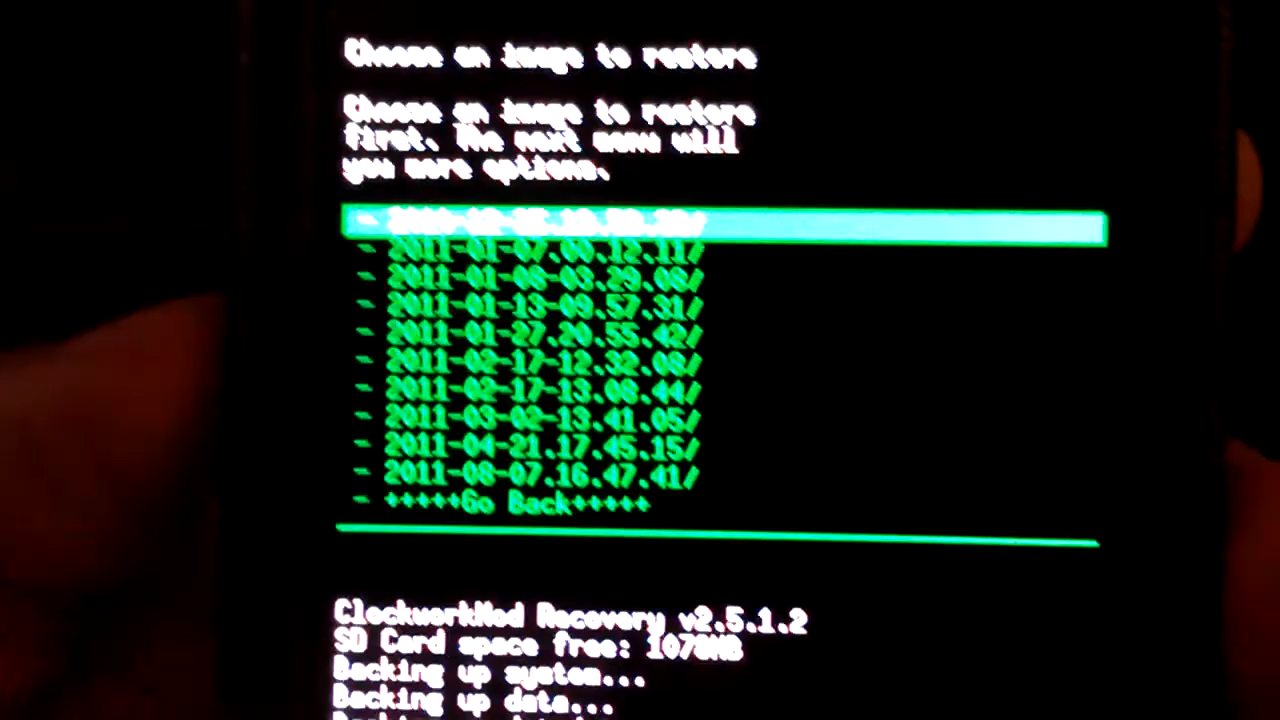 Choose an image to restore
Choose an image to restore
first. The next menu will
you more options.
- 2011-01-07.00.12.11/
- 2011-01-08-03.29.08/
- 2011-01-13-09.57.31/
- 2011-01-27.20.55.42/
- 2011-02-17-12.32.08/
- 2011-02-17-13.08.44/
- 2011-03-02-13.41.05/
- 2011-04-21.17.45.15/
- 2011-08-07.16.47.41/
- +++++Go Back+++++
ClockworkMod Recovery v2.5.1.2
SD Card space free: 1070MB
Backing up system...
Backing up data...